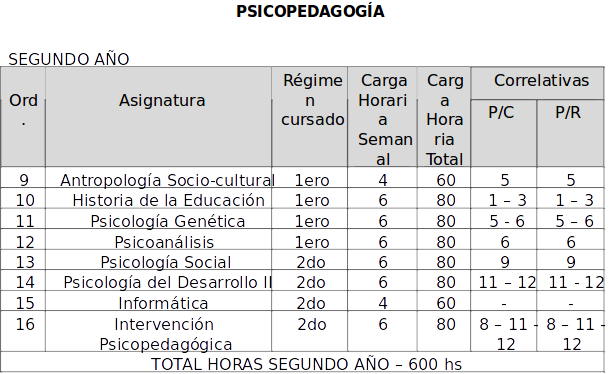 PSICOPEDAGOGÍA
SEGUNDO AÑO
Ord. Asignatura Régimen cursado Carga Horaria Semanal Carga Horaria Total Correlativas
P/C P/R
9 Antropología Socio-cultural 1ero 4 60 5 5
10 Historia de la Educación 1ero 6 80 1 – 3 1 – 3
11 Psicología Genética 1ero 6 80 5 - 6 5 – 6
12 Psicoanálisis 1ero 6 80 6 6
13 Psicología Social 2do 6 80 9 9
14 Psicología del Desarrollo II 2do 6 80 11 – 12 11 - 12
15 Informática 2do 4 60 - -
16 Intervención Psicopedagógica 2do 6 80 8 – 11 – 12 8 – 11 – 12
TOTAL HORAS SEGUNDO AÑO – 600 hs